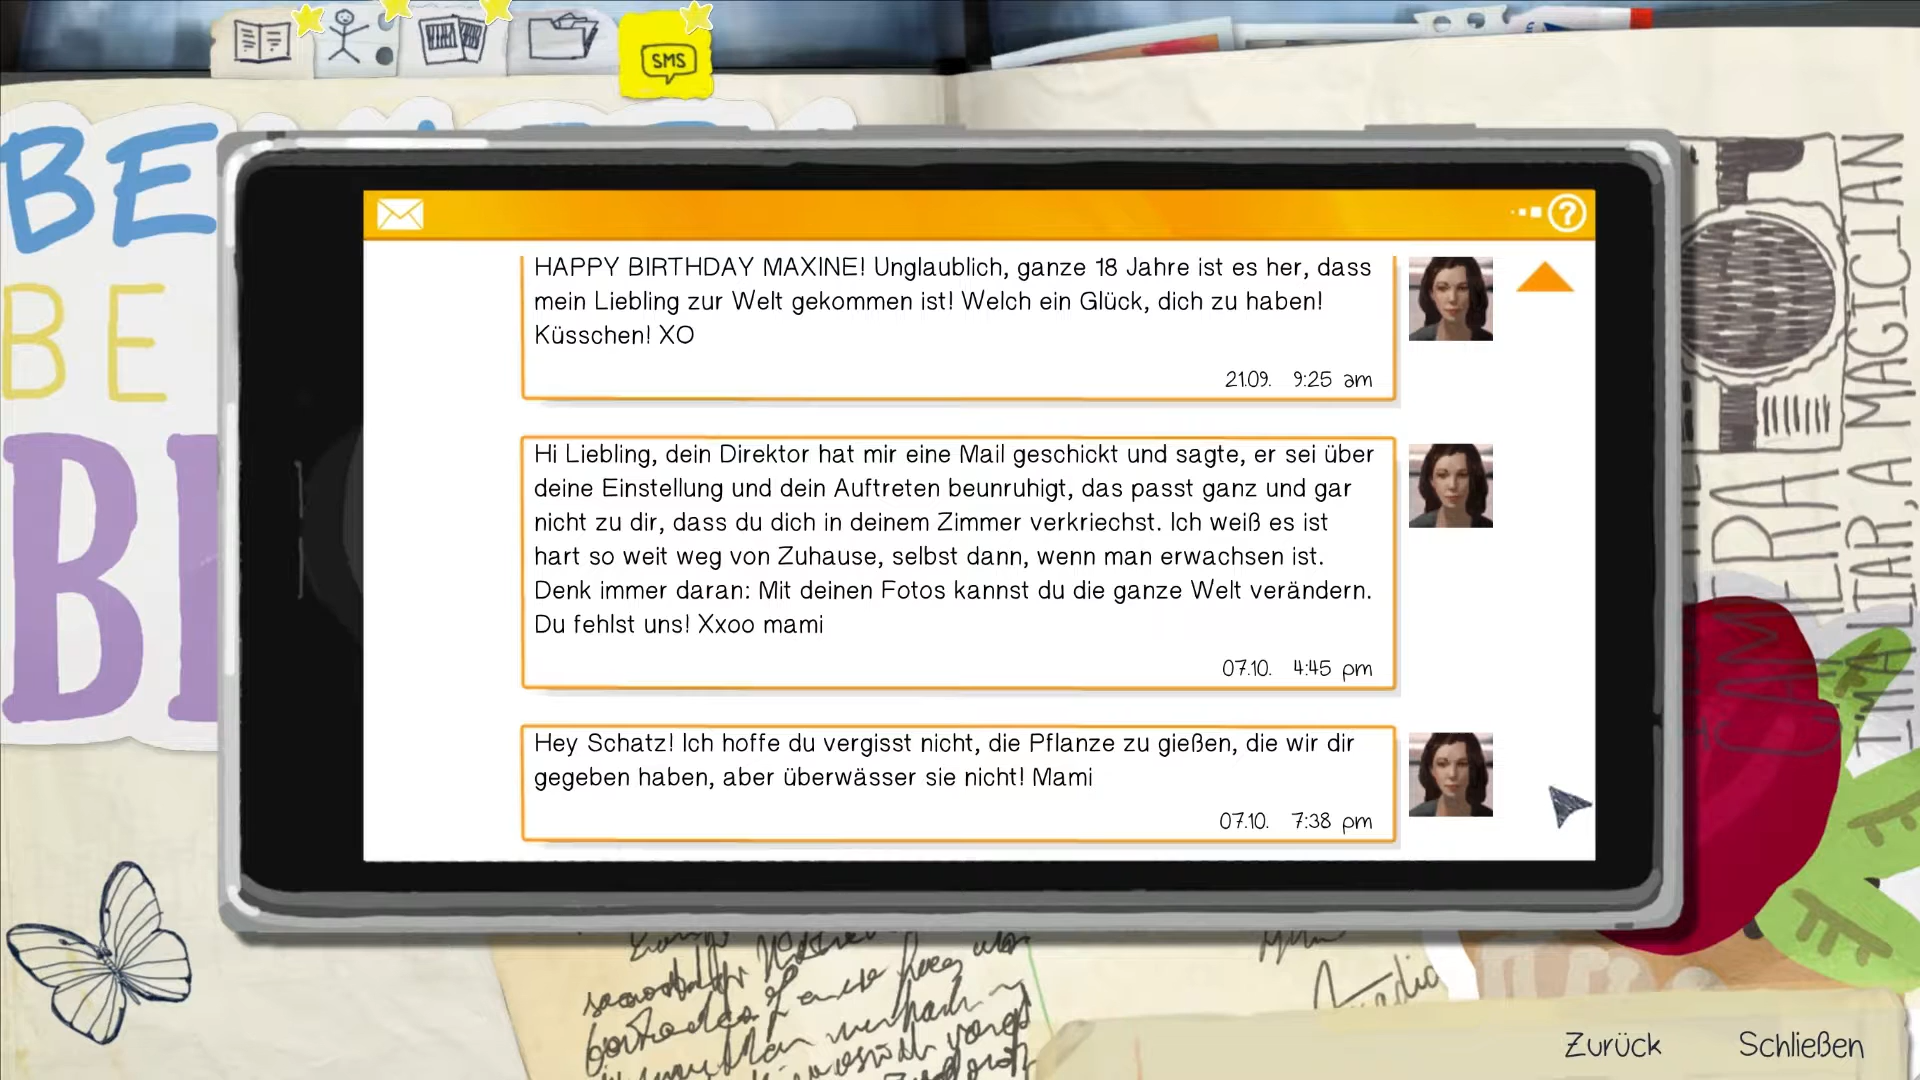 SMS
BE
BE
HAPPY BIRTHDAY MAXINE! Unglaublich, ganze 18 Jahre ist es her, dass
mein Liebling zur Welt gekommen ist! Welch ein Glück, dich zu haben!
Küsschen! XO
21.09. 9:25 am
Hi Liebling, dein Direktor hat mir eine Mail geschickt und sagte, er sei über
deine Einstellung und dein Auftreten beunruhigt, das passt ganz und gar
nicht zu dir, dass du dich in deinem Zimmer verkriechst. Ich weiß es ist
hart so weit weg von Zuhause, selbst dann, wenn man erwachsen ist.
Denk immer daran: Mit deinen Fotos kannst du die ganze Welt verändern.
Du fehlst uns! Xxoo mami
07.10. 4:45 pm
Hey Schatz! Ich hoffe du vergisst nicht, die Pflanze zu gießen, die wir dir
gegeben haben, aber überwässer sie nicht! Mami
07.10. 7:38 pm
CAMERA
LIAR, A MAGICIAN
Zurück Schließen